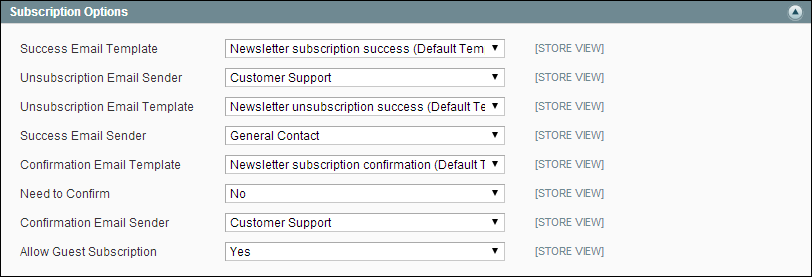 Subscription Options
Success Email Template Newsletter subscription success (Default Tem [STORE VIEW]
Unsubscription Email Sender Customer Support [STORE VIEW]
Unsubscription Email Template Newsletter unsubscription success (Default Te [STORE VIEW]
Success Email Sender General Contact [STORE VIEW]
Confirmation Email Template Newsletter subscription confirmation (Default T [STORE VIEW]
Need to Confirm No [STORE VIEW]
Confirmation Email Sender Customer Support [STORE VIEW]
Allow Guest Subscription Yes [STORE VIEW]